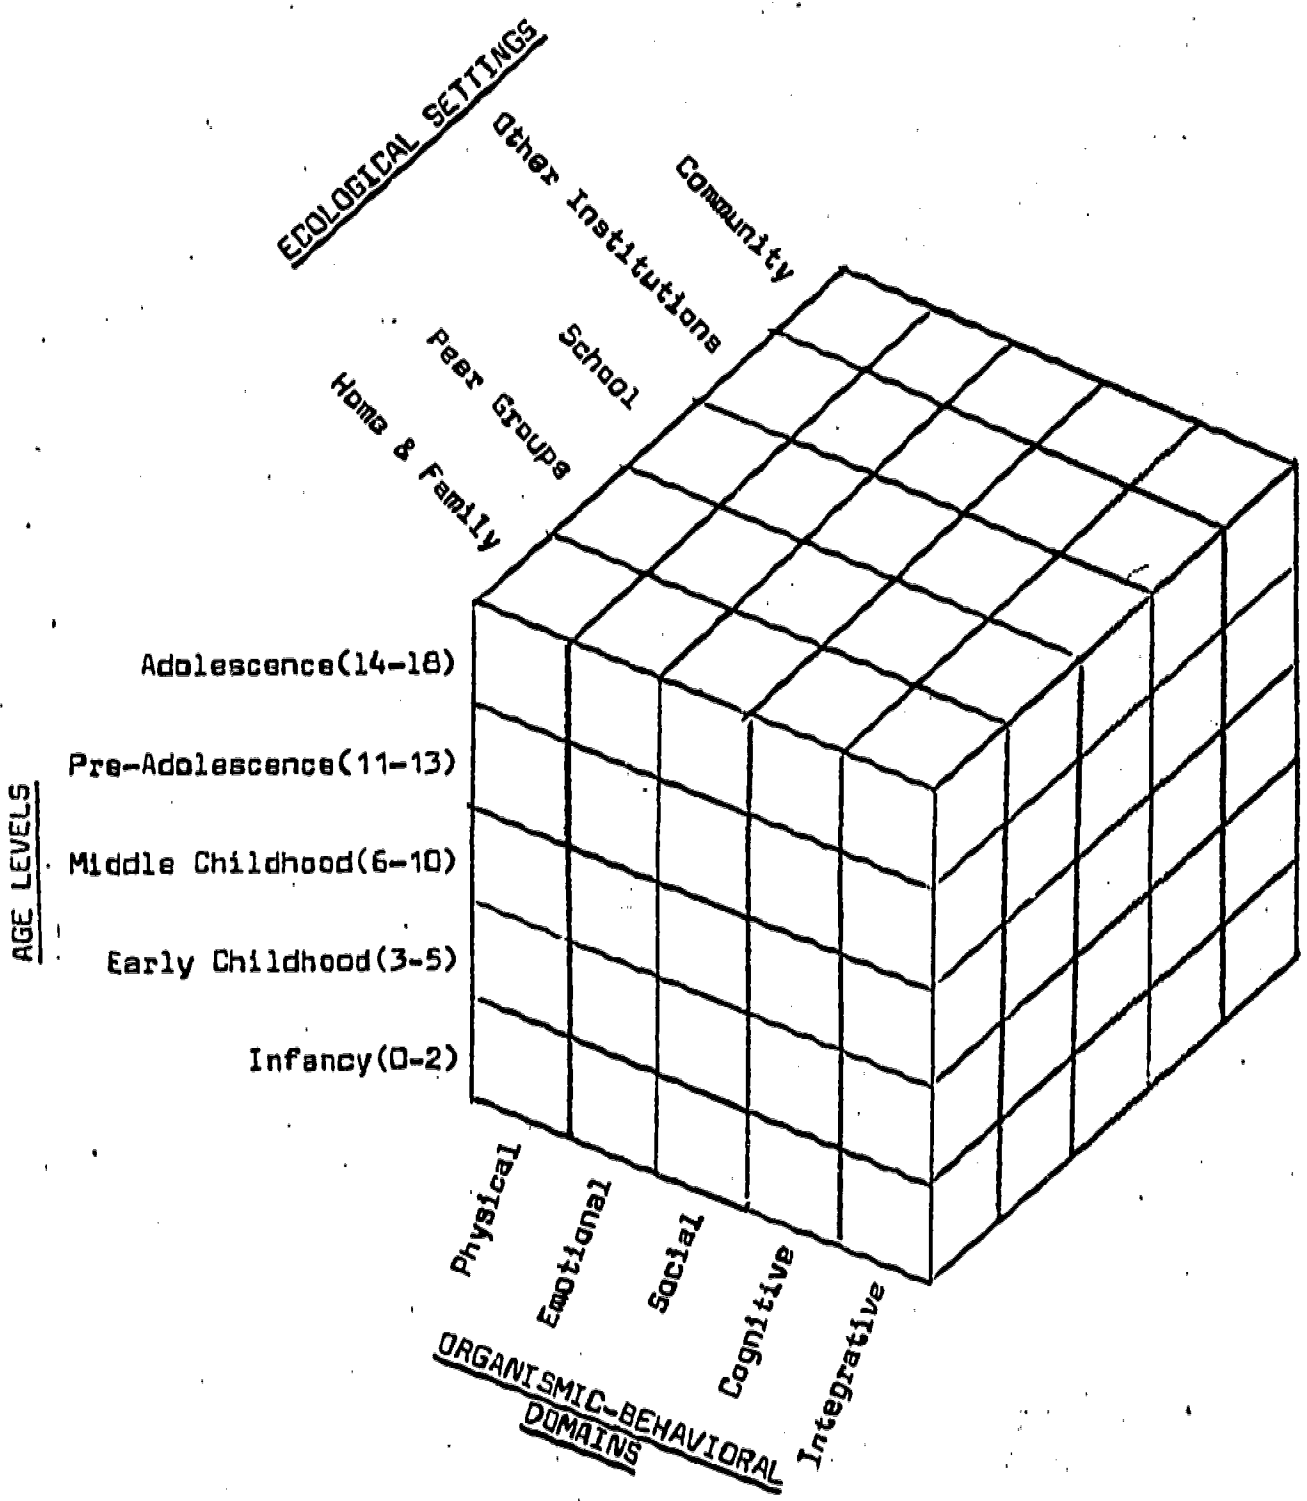 ECOLOGICAL SETTINGS
Community
Other Institutions
School
Peer Groups
Home & Family
AGE LEVELS
Adolescence(14-18)
Pre-Adolescence(11-13)
Middle Childhood(6-10)
Early Childhood(3-5)
Infancy(0-2)
Physical
Emotional
Social
Cognitive
Integrative
ORGANISMIC-BEHAVIORAL
DOMAINS